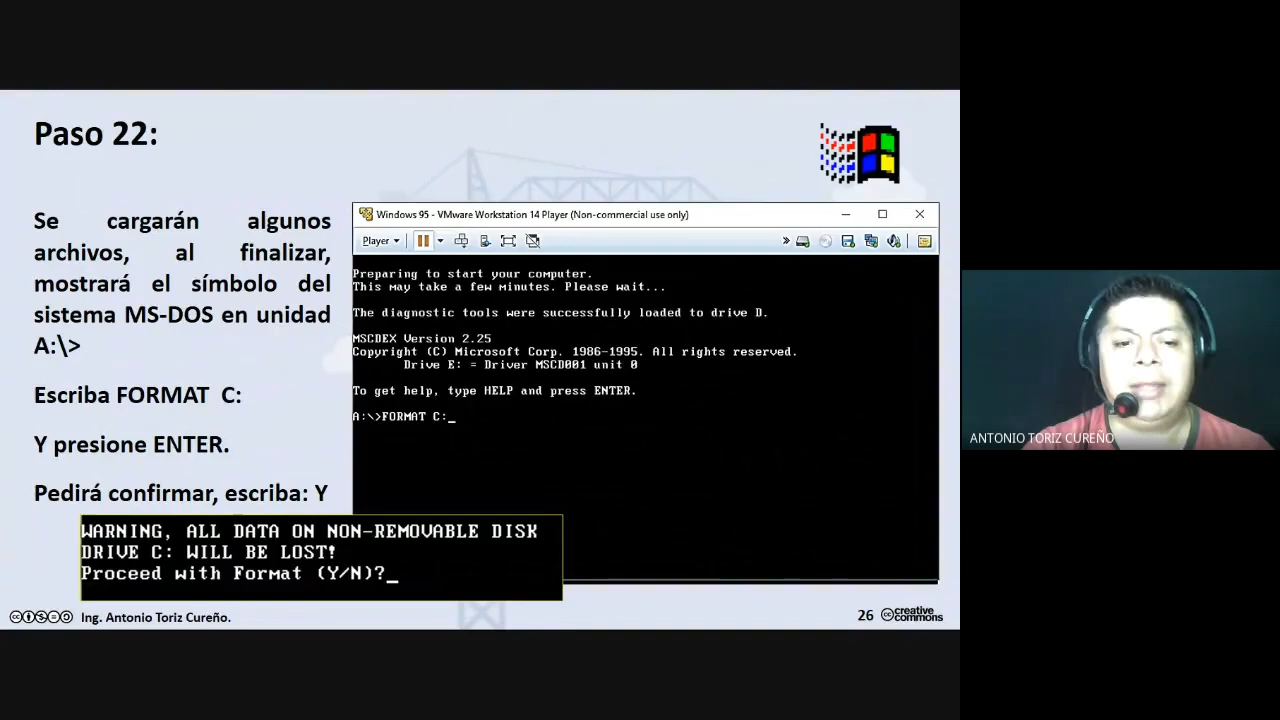 Paso 22:
Se cargarán algunos
archivos, al finalizar,
mostrará el símbolo del
sistema MS-DOS en unidad
A:\>
Escriba FORMAT C:
Y presione ENTER.
Pedirá confirmar, escriba: Y
Windows 95 - VMware Workstation 14 Player (Non-commercial use only)
Player
Preparing to start your computer.
This may take a few minutes. Please wait...
The diagnostic tools were successfully loaded to drive D.
MSCDEX Version 2.25
Copyright (C) Microsoft Corp. 1986-1995. All rights reserved.
Drive E: = Driver MSCD001 unit 0
To get help, type HELP and press ENTER.
A:\>FORMAT C:_
WARNING, ALL DATA ON NON-REMOVABLE DISK
DRIVE C: WILL BE LOST!
Proceed with Format (Y/N)?_
Ing. Antonio Toriz Cureño.
26
cc creative commons
ANTONIO TORIZ CUREÑO